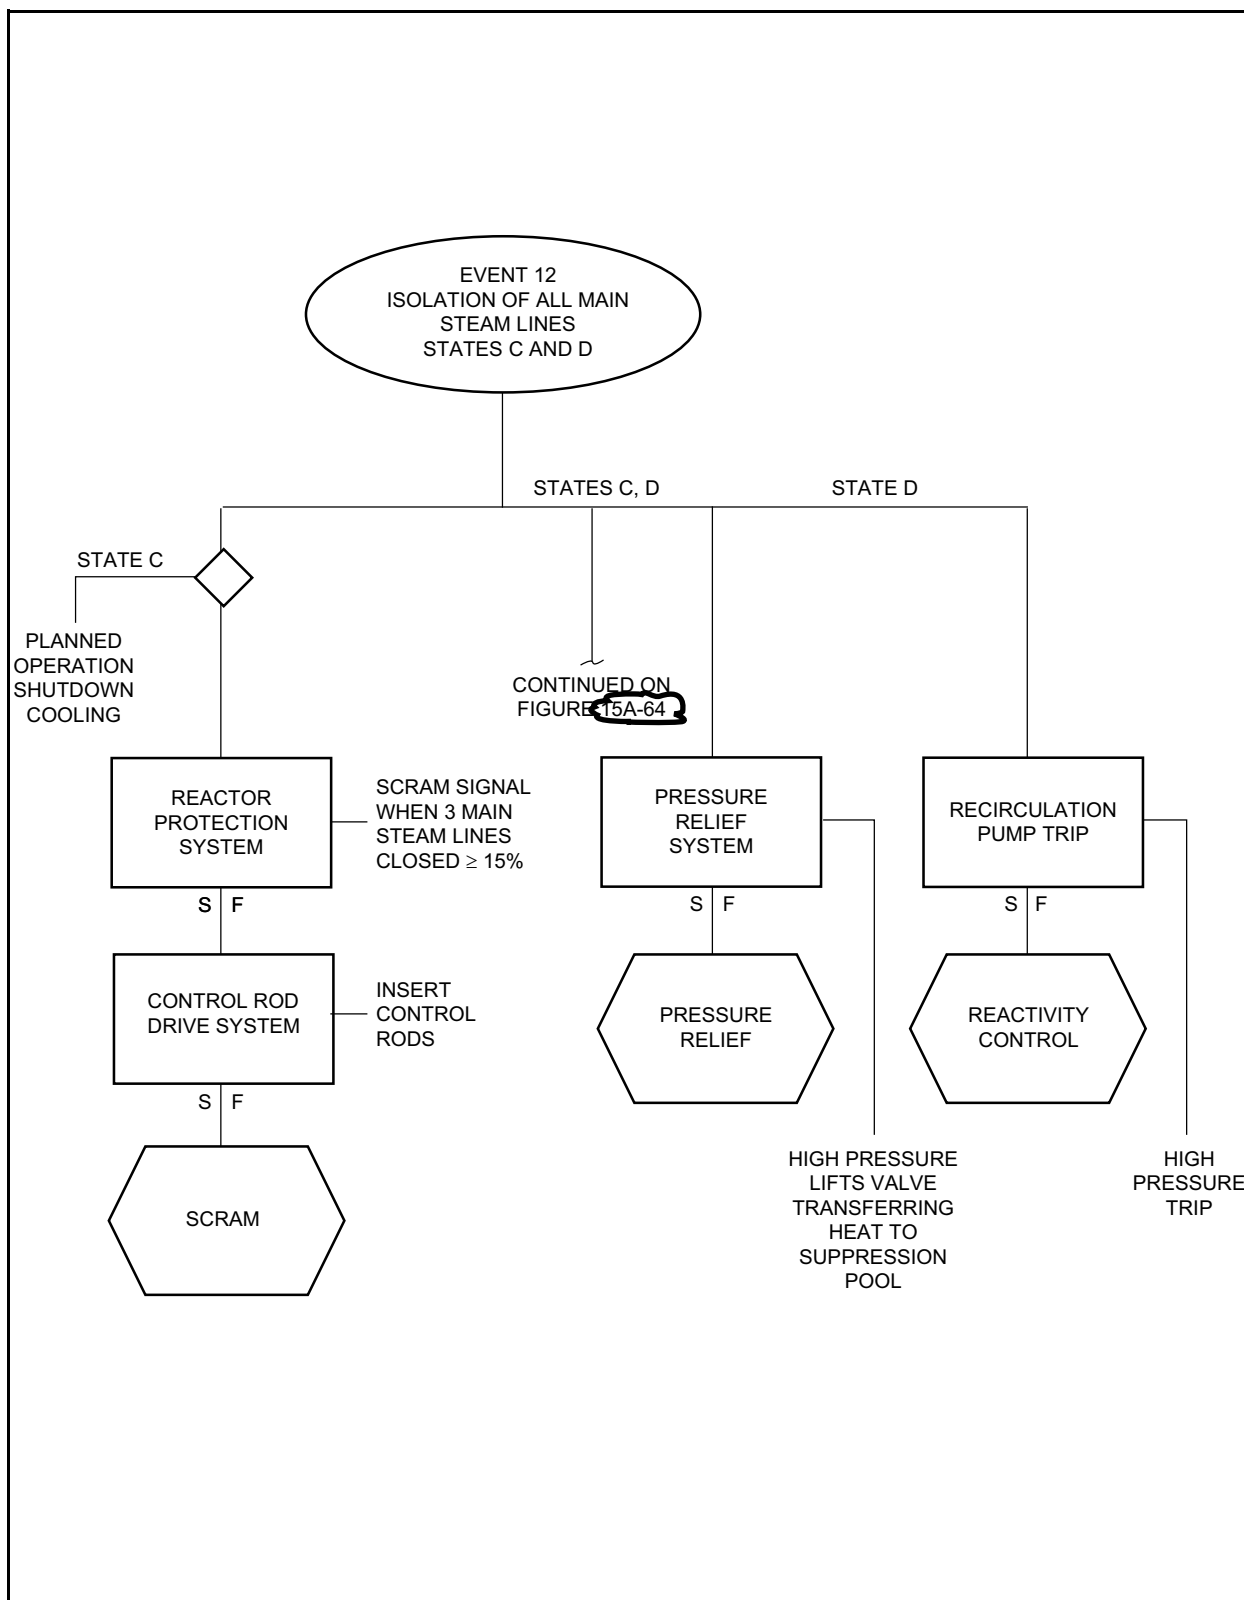 EVENT 12
ISOLATION OF ALL MAIN
STEAM LINES
STATES C AND D
STATES C, D
STATE D
STATE C
PLANNED
OPERATION
SHUTDOWN
COOLING
CONTINUED ON
FIGURE 15A-64
REACTOR
PROTECTION
SYSTEM
SCRAM SIGNAL
WHEN 3 MAIN
STEAM LINES
CLOSED ≥ 15%
PRESSURE
RELIEF
SYSTEM
RECIRCULATION
PUMP TRIP
S F
S F
S F
CONTROL ROD
DRIVE SYSTEM
INSERT
CONTROL
RODS
PRESSURE
RELIEF
REACTIVITY
CONTROL
S F
SCRAM
HIGH PRESSURE
LIFTS VALVE
TRANSFERRING
HEAT TO
SUPPRESSION
POOL
HIGH
PRESSURE
TRIP